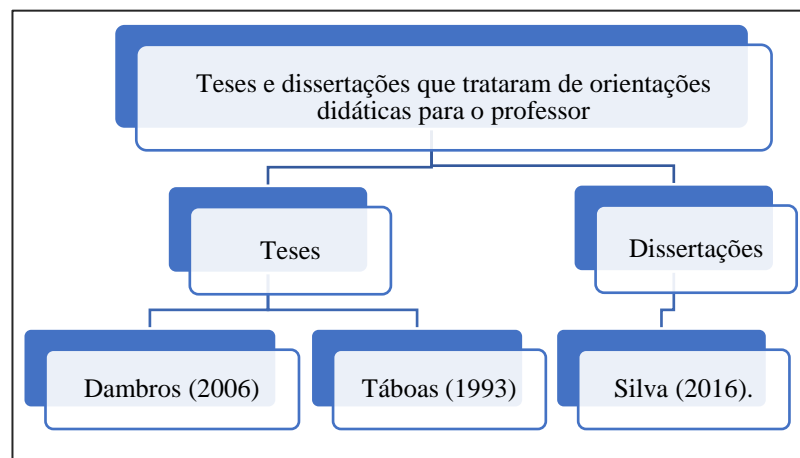 Teses e dissertações que trataram de orientações
didáticas para o professor
Teses
Dissertações
Dambros (2006)
Táboas (1993)
Silva (2016).